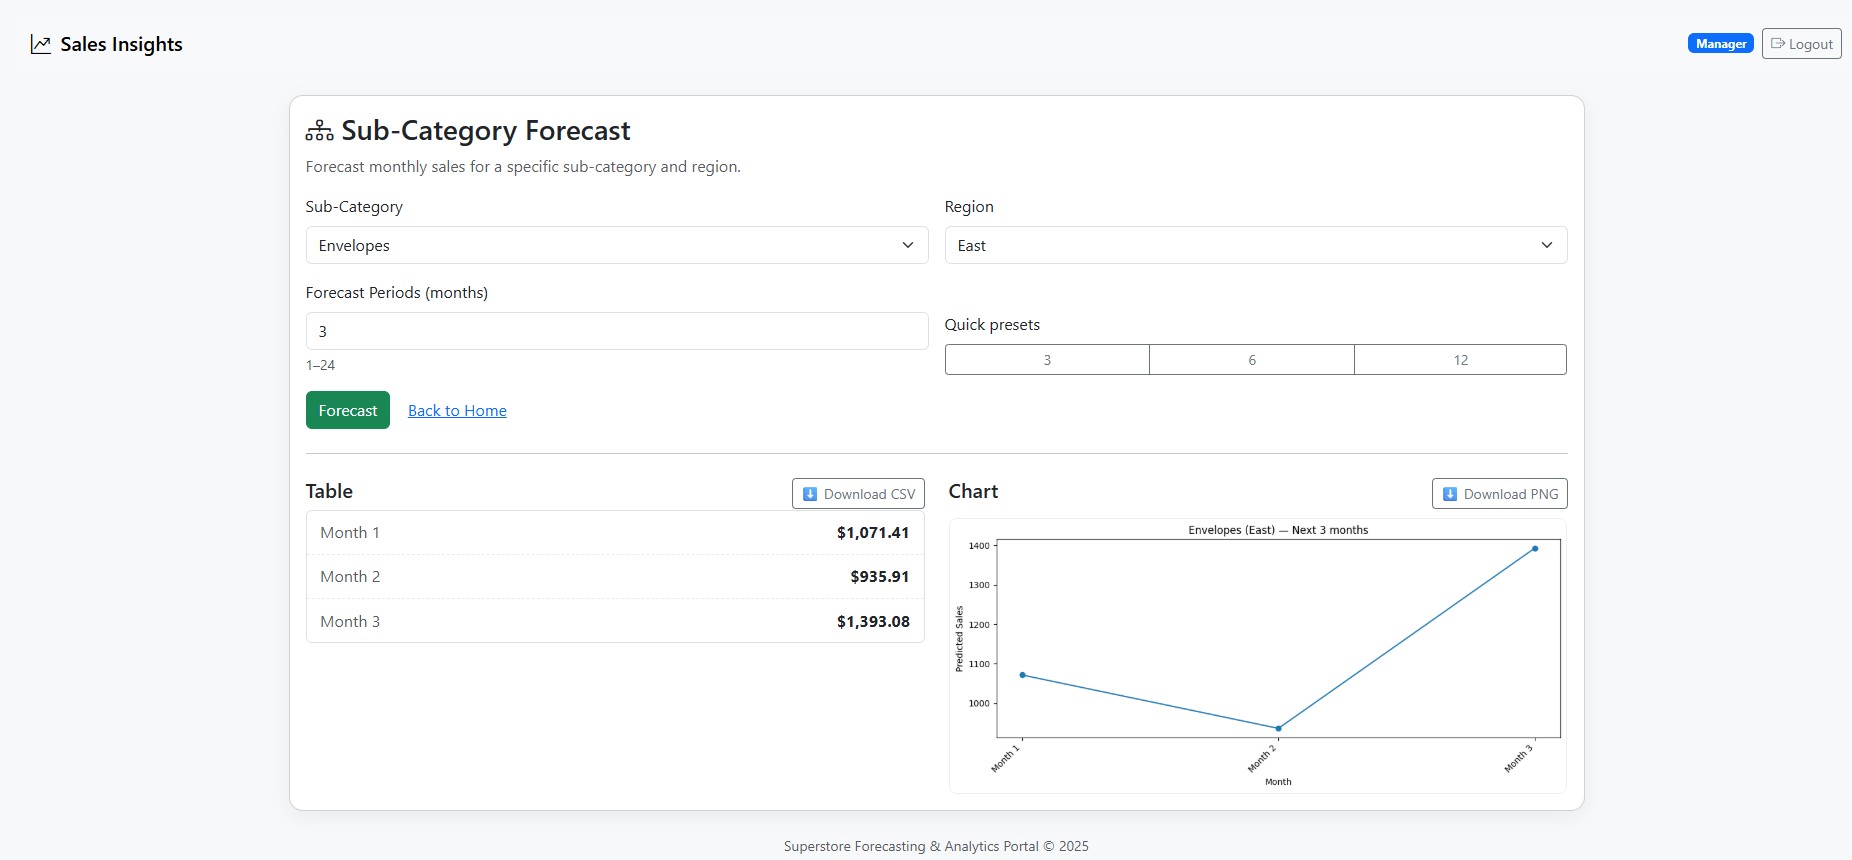 Sales Insights
Manager
Logout
Sub-Category Forecast
Forecast monthly sales for a specific sub-category and region.
Sub-Category
Region
Envelopes
East
Forecast Periods (months)
3
1–24
Quick presets
3 6 12
Forecast
Back to Home
Table
Download CSV
Month 1 $1,071.41
Month 2 $935.91
Month 3 $1,393.08
Chart
Download PNG
Envelopes (East) — Next 3 months
1400
1300
1200
1100
1000
Predicted Sales
Month 1
Month 2
Month 3
Month
Superstore Forecasting & Analytics Portal © 2025